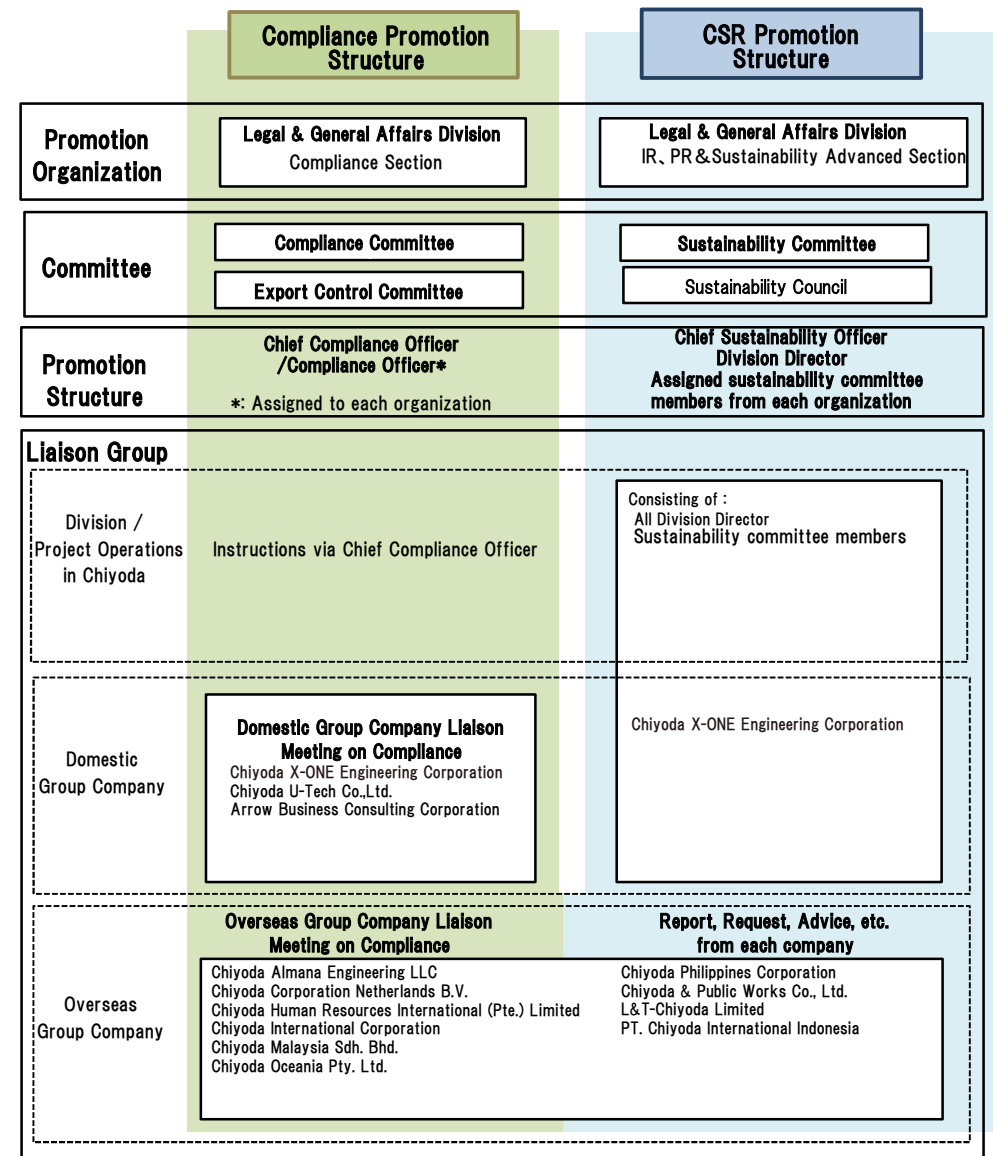 Compliance Promotion
Structure
CSR Promotion
Structure
Promotion
Organization
Legal & General Affairs Division
Compliance Section
Legal & General Affairs Division
IR、PR＆Sustainability Advanced Section
Committee
Compliance Committee
Export Control Committee
Sustainability Committee
Sustainability Council
Promotion
Structure
Chief Compliance Officer
/Compliance Officer*
*: Assigned to each organization
Chief Sustainability Officer
Division Director
Assigned sustainability committee
members from each organization
Liaison Group
Division /
Project Operations
in Chiyoda
Instructions via Chief Compliance Officer
Consisting of :
All Division Director
Sustainability committee members
Domestic
Group Company
Domestic Group Company Liaison
Meeting on Compliance
Chiyoda X-ONE Engineering Corporation
Chiyoda U-Tech Co.,Ltd.
Arrow Business Consulting Corporation
Chiyoda X-ONE Engineering Corporation
Overseas
Group Company
Overseas Group Company Liaison
Meeting on Compliance
Report, Request, Advice, etc.
from each company
Chiyoda Almana Engineering LLC
Chiyoda Corporation Netherlands B.V.
Chiyoda Human Resources International (Pte.) Limited
Chiyoda International Corporation
Chiyoda Malaysia Sdh. Bhd.
Chiyoda Oceania Pty. Ltd.
Chiyoda Philippines Corporation
Chiyoda & Public Works Co., Ltd.
L&T-Chiyoda Limited
PT. Chiyoda International Indonesia